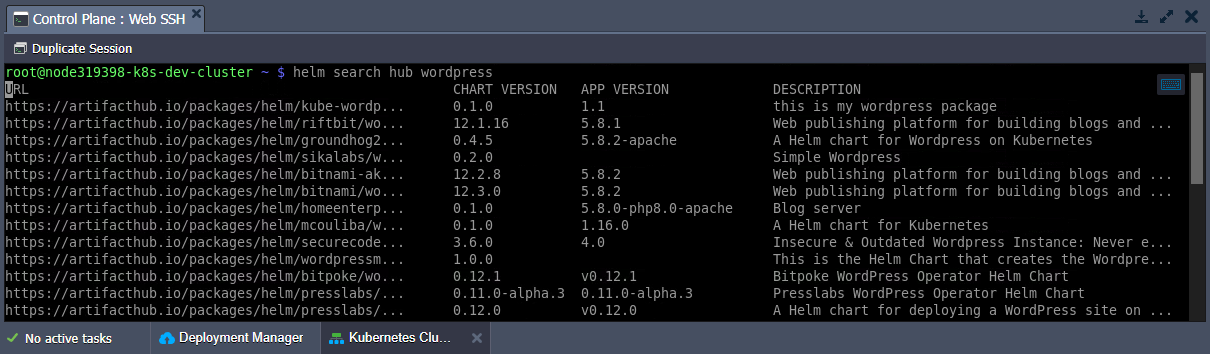 Control Plane : Web SSH
Duplicate Session
root@node319398-k8s-dev-cluster ~ $ helm search hub wordpress
URL CHART VERSION APP VERSION DESCRIPTION
https://artifacthub.io/packages/helm/kube-wordp... 0.1.0 1.1 this is my wordpress package
https://artifacthub.io/packages/helm/riftbit/wo... 12.1.16 5.8.1 Web publishing platform for building blogs and ...
https://artifacthub.io/packages/helm/groundhog2... 0.4.5 5.8.2-apache A Helm chart for Wordpress on Kubernetes
https://artifacthub.io/packages/helm/sikalabs/w... 0.2.0 Simple Wordpress
https://artifacthub.io/packages/helm/bitnami-ak... 12.2.8 5.8.2 Web publishing platform for building blogs and ...
https://artifacthub.io/packages/helm/bitnami/wo... 12.3.0 5.8.2 Web publishing platform for building blogs and ...
https://artifacthub.io/packages/helm/homeenterp... 0.1.0 5.8.0-php8.0-apache Blog server
https://artifacthub.io/packages/helm/mcouliba/w... 0.1.0 1.16.0 A Helm chart for Kubernetes
https://artifacthub.io/packages/helm/securecode... 3.6.0 4.0 Insecure & Outdated Wordpress Instance: Never e...
https://artifacthub.io/packages/helm/wordpressm... 1.0.0 This is the Helm Chart that creates the Wordpre...
https://artifacthub.io/packages/helm/bitpoke/wo... 0.12.1 v0.12.1 Bitpoke WordPress Operator Helm Chart
https://artifacthub.io/packages/helm/presslabs/... 0.11.0-alpha.3 0.11.0-alpha.3 Presslabs WordPress Operator Helm Chart
https://artifacthub.io/packages/helm/presslabs/... 0.12.0 v0.12.0 A Helm chart for deploying a WordPress site on ...
No active tasks Deployment Manager Kubernetes Clu...